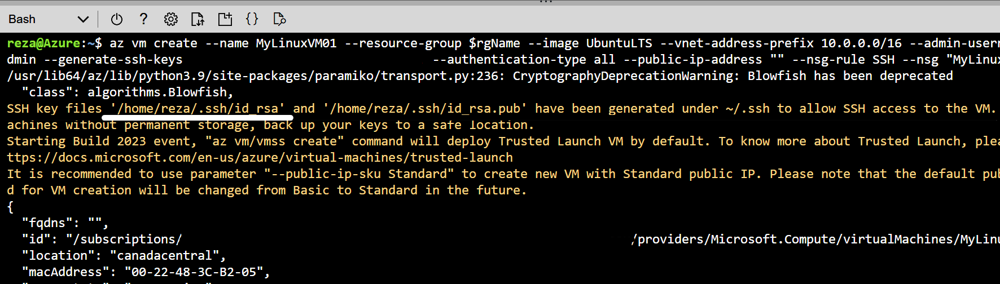 Bash ?
reza@Azure:~$ az vm create --name MyLinuxVM01 --resource-group $rgName --image UbuntuLTS --vnet-address-prefix 10.0.0.0/16 --admin-usern
dmin --generate-ssh-keys --authentication-type all --public-ip-address "" --nsg-rule SSH --nsg "MyLinux
/usr/lib64/az/lib/python3.9/site-packages/paramiko/transport.py:236: CryptographyDeprecationWarning: Blowfish has been deprecated
"class": algorithms.Blowfish,
SSH key files '/home/reza/.ssh/id_rsa' and '/home/reza/.ssh/id_rsa.pub' have been generated under ~/.ssh to allow SSH access to the VM.
achines without permanent storage, back up your keys to a safe location.
Starting Build 2023 event, "az vm/vmss create" command will deploy Trusted Launch VM by default. To know more about Trusted Launch, plea
ttps://docs.microsoft.com/en-us/azure/virtual-machines/trusted-launch
It is recommended to use parameter "--public-ip-sku Standard" to create new VM with Standard public IP. Please note that the default pub
d for VM creation will be changed from Basic to Standard in the future.
{
"fqdns": "",
"id": "/subscriptions/ /providers/Microsoft.Compute/virtualMachines/MyLinu
"location": "canadacentral",
"macAddress": "00-22-48-3C-B2-05",